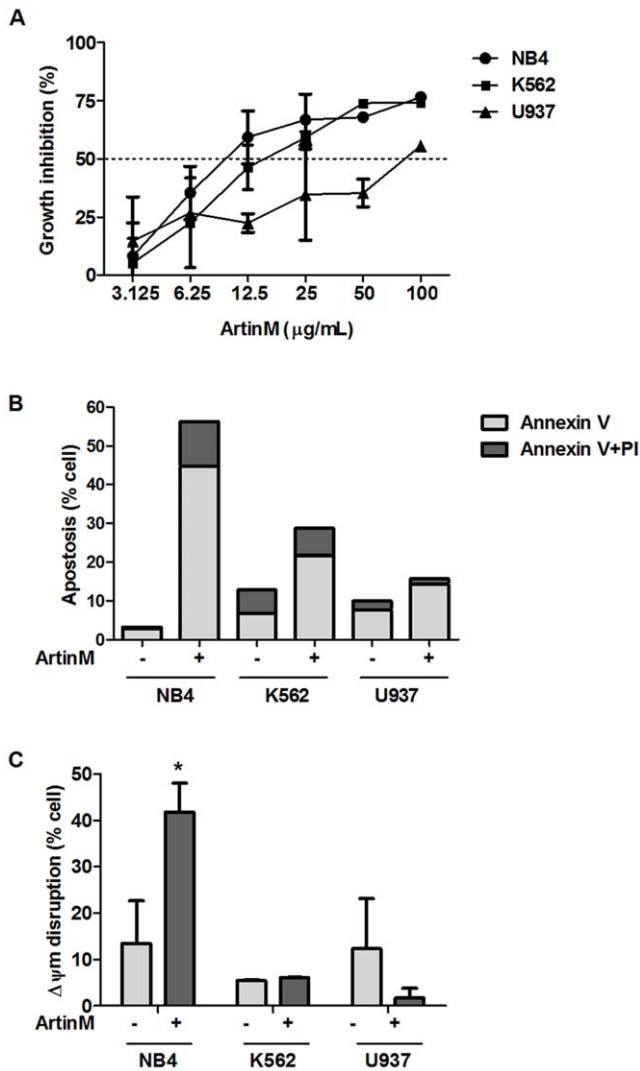 A
Growth inhibition (%)
100
75
50
25
0
3.125 6.25 12.5 25 50 100
ArtinM (μg/mL)
NB4
K562
U937
B
Apostosis (% cell)
60
50
40
30
20
10
0
ArtinM - + - + - +
NB4 K562 U937
Annexin V
Annexin V+PI
C
Δψm disruption (% cell)
50
40
30
20
10
0
*
ArtinM - + - + - +
NB4 K562 U937